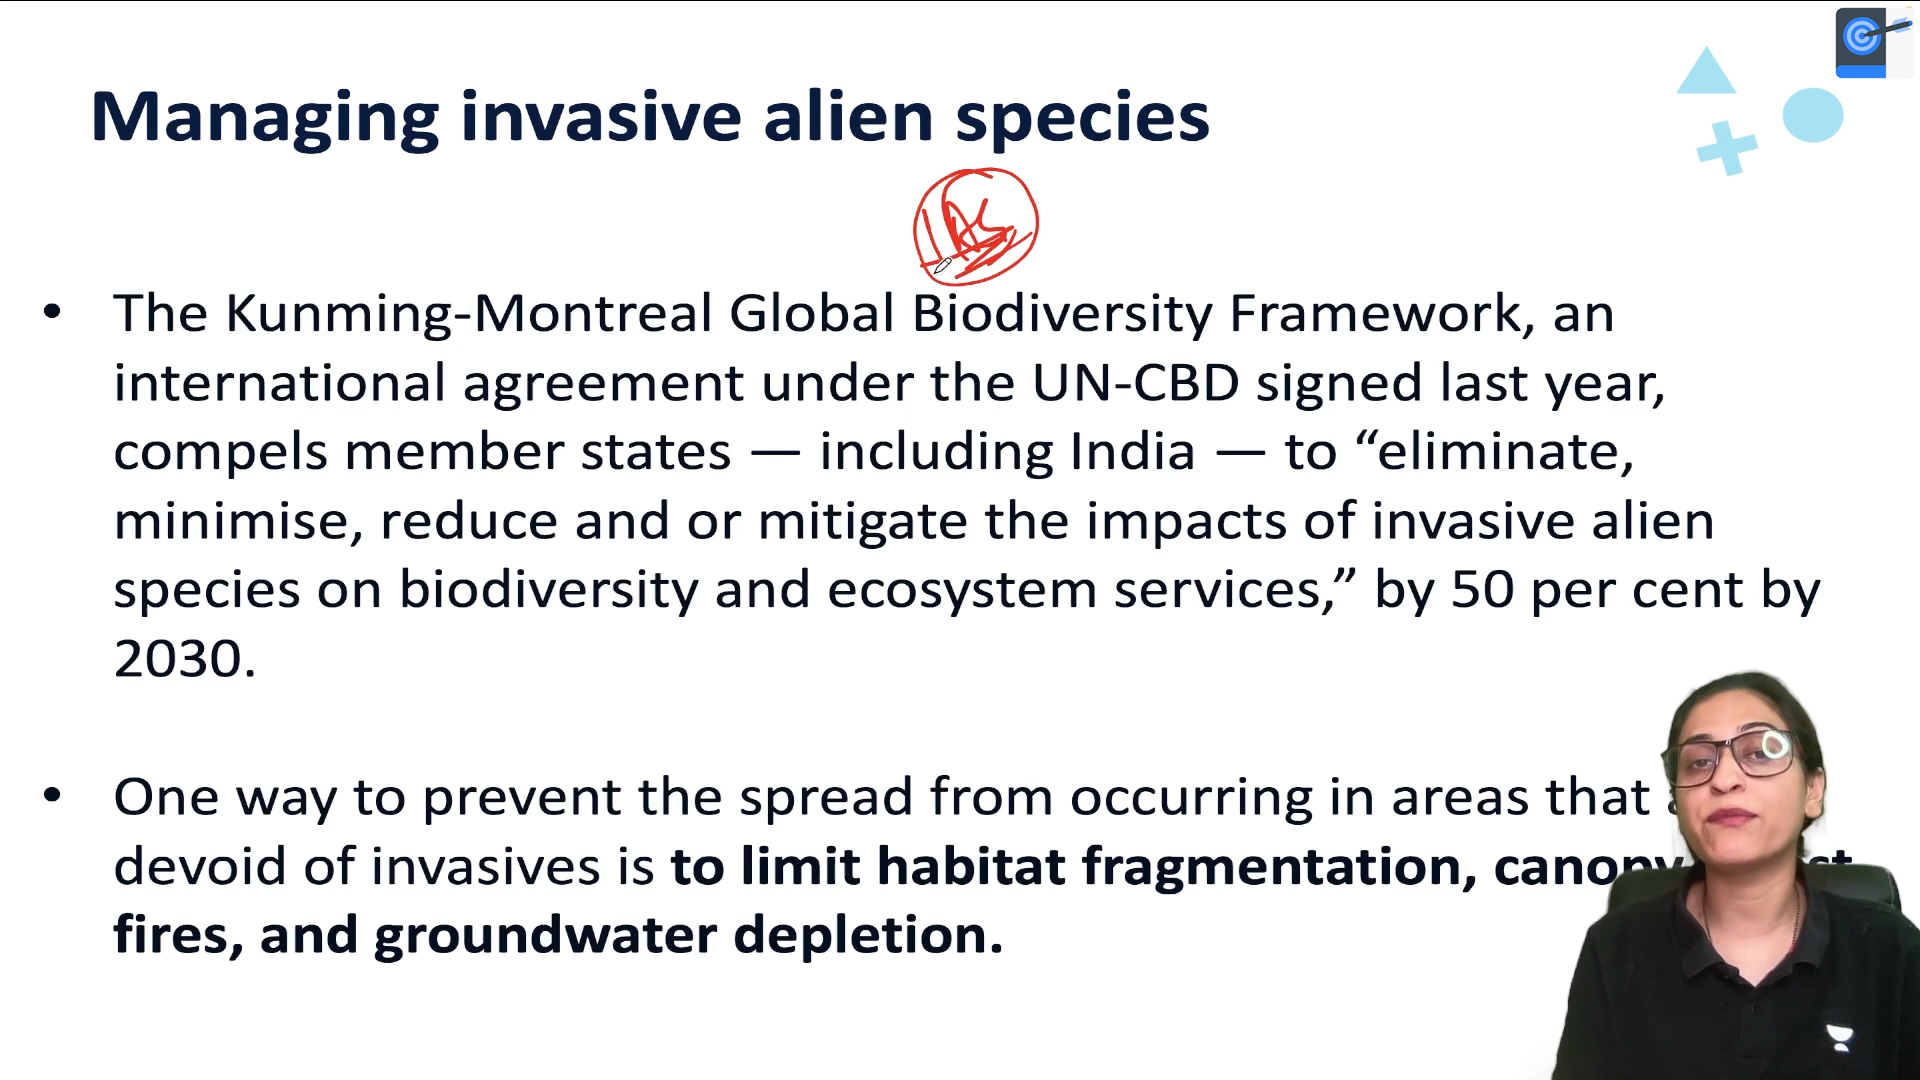 Managing invasive alien species
IAS
• The Kunming-Montreal Global Biodiversity Framework, an
international agreement under the UN-CBD signed last year,
compels member states — including India — to “eliminate,
minimise, reduce and or mitigate the impacts of invasive alien
species on biodiversity and ecosystem services,” by 50 per cent by
2030.
• One way to prevent the spread from occurring in areas that
devoid of invasives is to limit habitat fragmentation, canopy
fires, and groundwater depletion.